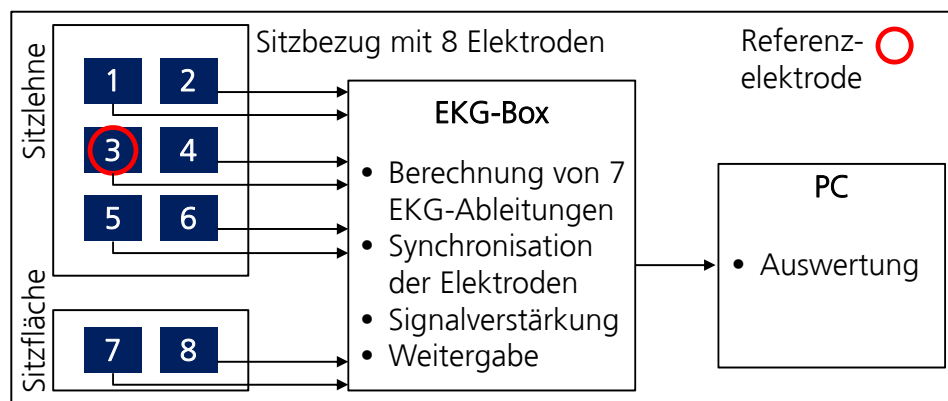 Sitzbezug mit 8 Elektroden
Referenz-
elektrode
Sitzlehne
1
2
3
4
5
6
Sitzfläche
7
8
EKG-Box
• Berechnung von 7
EKG-Ableitungen
• Synchronisation
der Elektroden
• Signalverstärkung
• Weitergabe
PC
• Auswertung